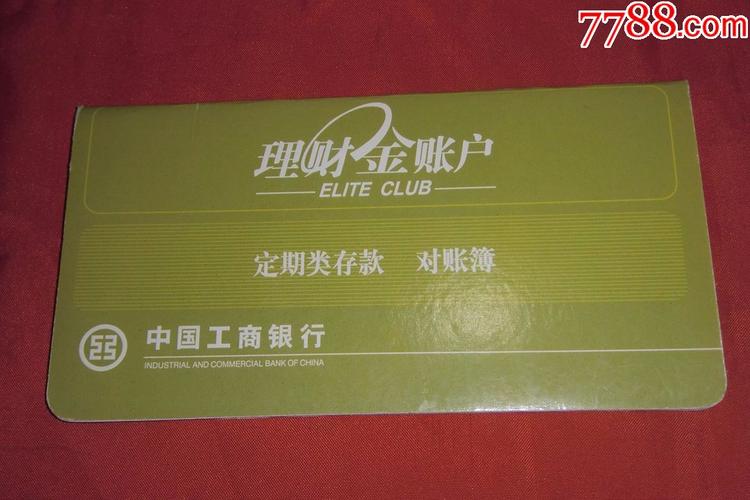 7788.com
理财金账户
ELITE CLUB
定期类存款 对账簿
中国工商银行
INDUSTRIAL AND COMMERCIAL BANK OF CHINA